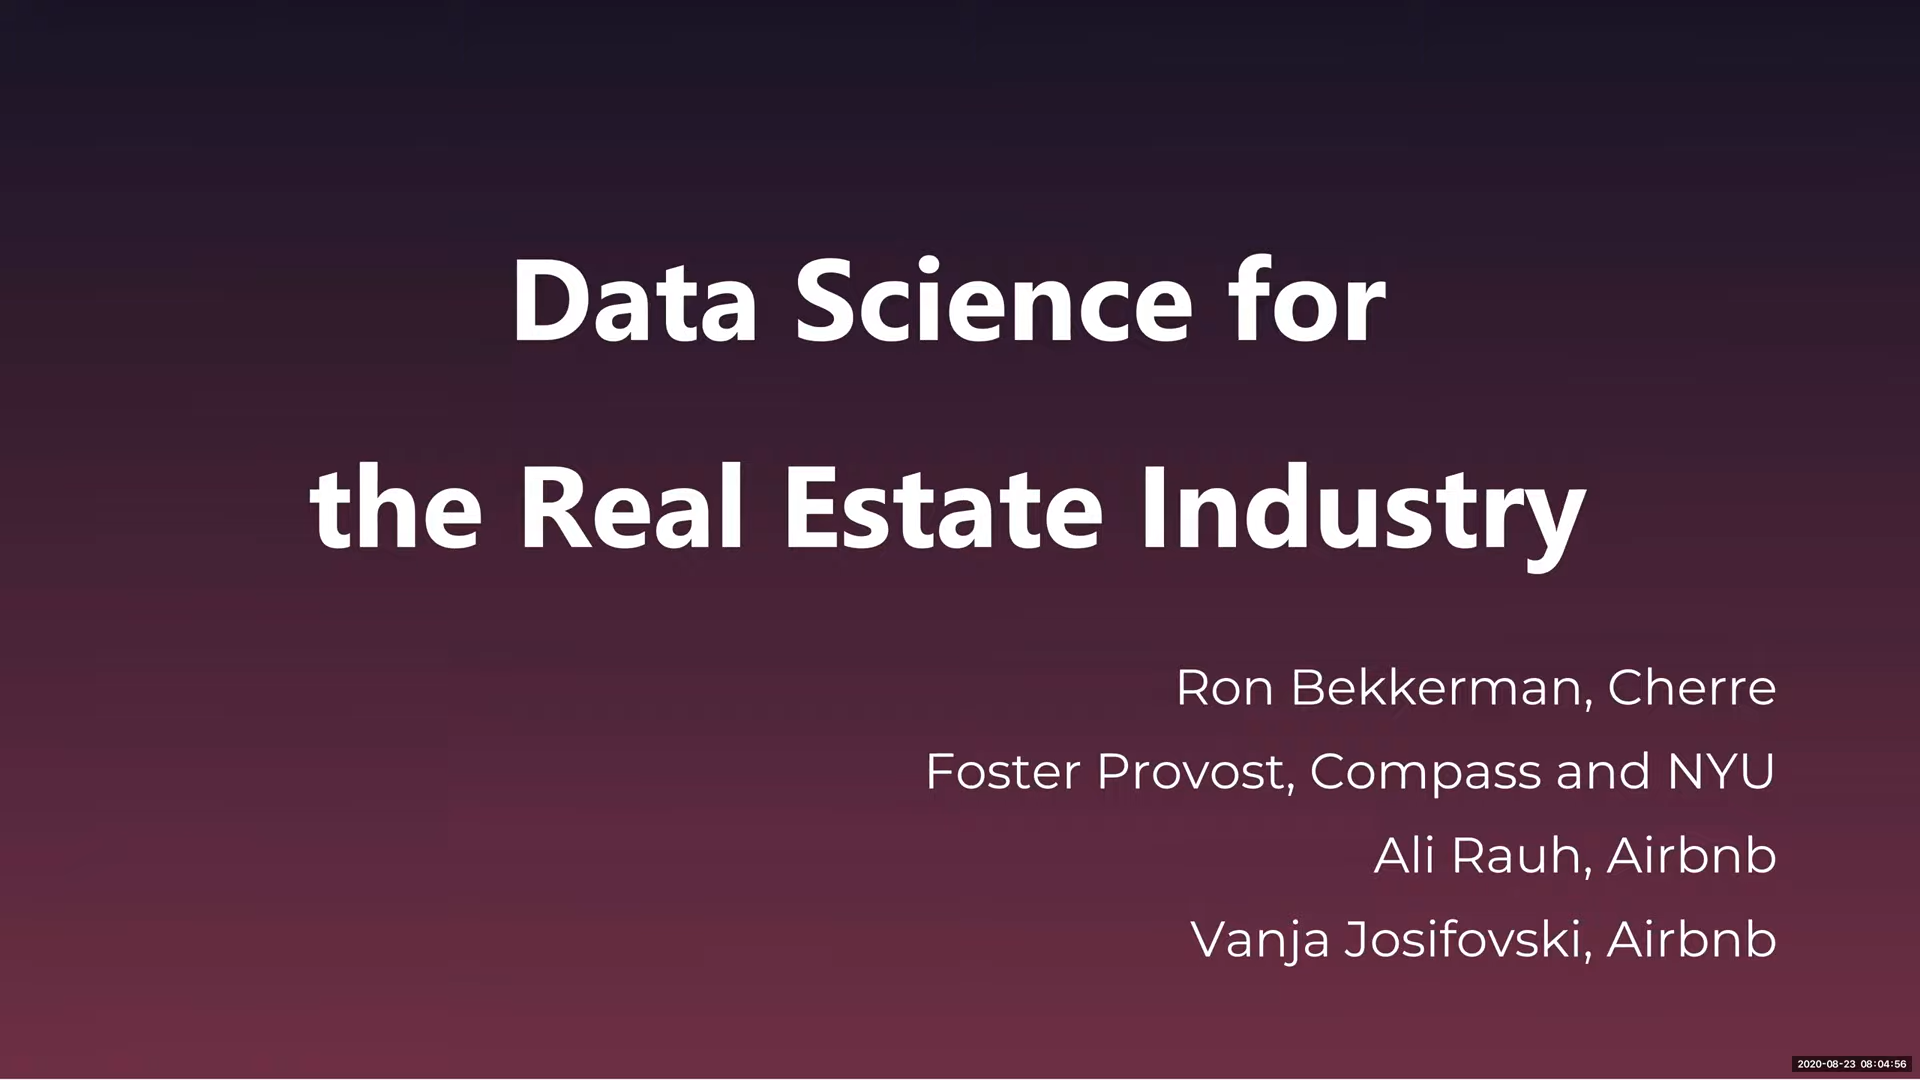 Data Science for
the Real Estate Industry
Ron Bekkerman, Cherre
Foster Provost, Compass and NYU
Ali Rauh, Airbnb
Vanja Josifovski, Airbnb
2020-08-23 08:04:56